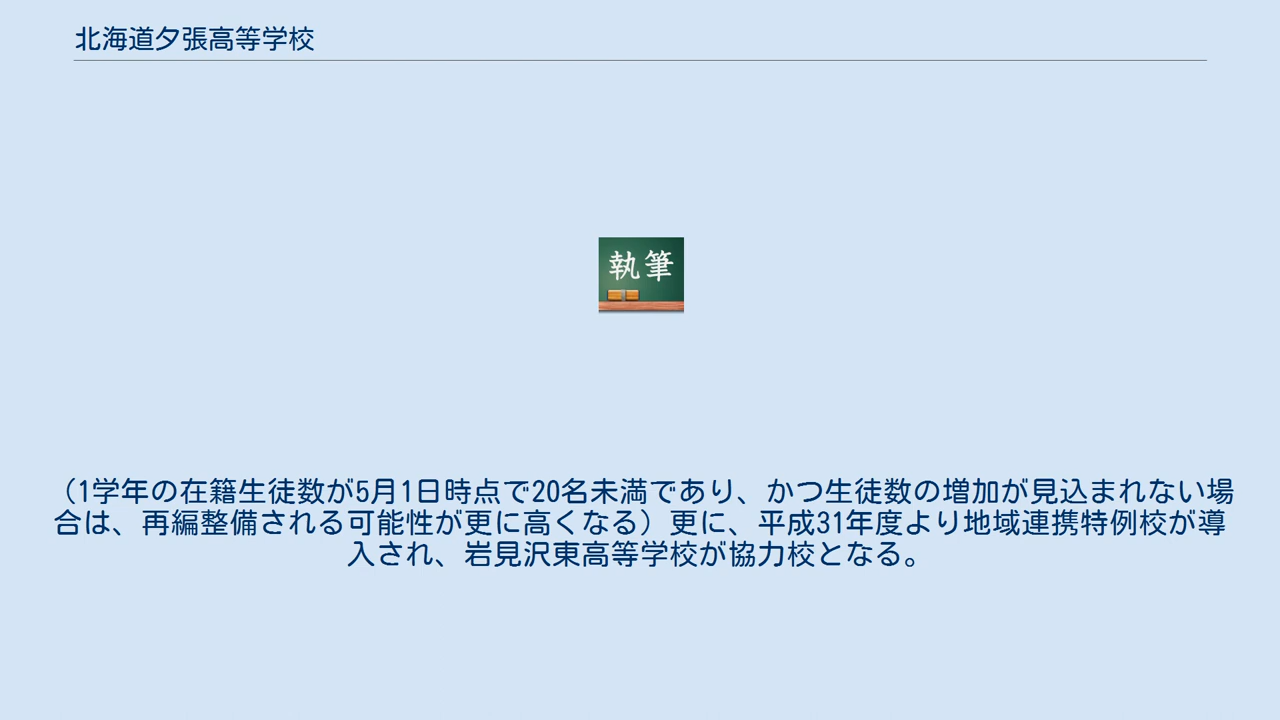 北海道夕張高等学校
執筆
（1学年の在籍生徒数が5月1日時点で20名未満であり、かつ生徒数の増加が見込まれない場
合は、再編整備される可能性が更に高くなる）更に、平成31年度より地域連携特例校が導
入され、岩見沢東高等学校が協力校となる。